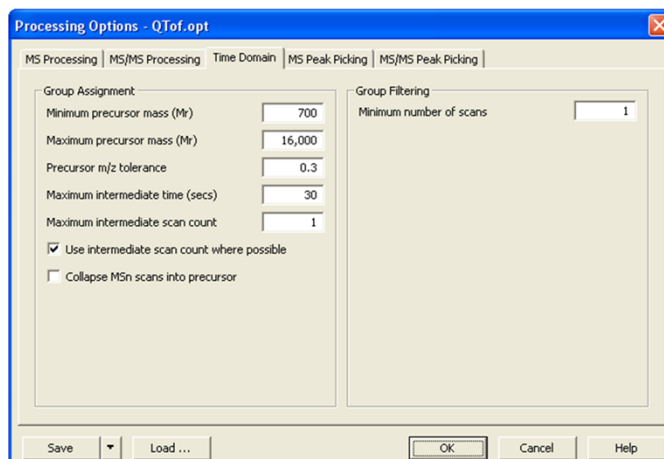 Processing Options - QTof.opt
MS Processing
MS/MS Processing
Time Domain
MS Peak Picking
MS/MS Peak Picking
Group Assignment
Minimum precursor mass (Mr) 700
Maximum precursor mass (Mr) 16,000
Precursor m/z tolerance 0.3
Maximum intermediate time (secs) 30
Maximum intermediate scan count 1
Use intermediate scan count where possible
Collapse MSn scans into precursor
Group Filtering
Minimum number of scans 1
Save
Load ...
OK
Cancel
Help